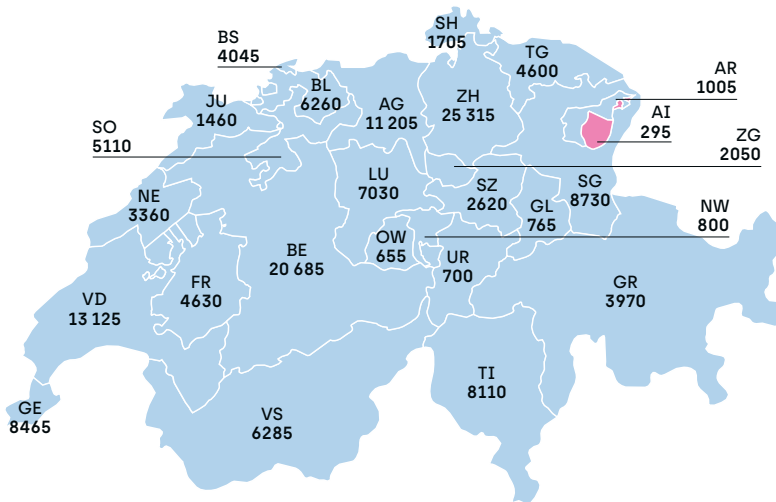 SH
1705
BS
4045
TG
4600
AR
1005
BL
6260
AG
11 205
ZH
25 315
JU
1460
AI
295
SO
5110
ZG
2050
LU
7030
SZ
2620
SG
8730
NE
3360
GL
765
NW
800
OW
655
BE
20 685
UR
700
FR
4630
GR
3970
VD
13 125
TI
8110
GE
8465
VS
6285